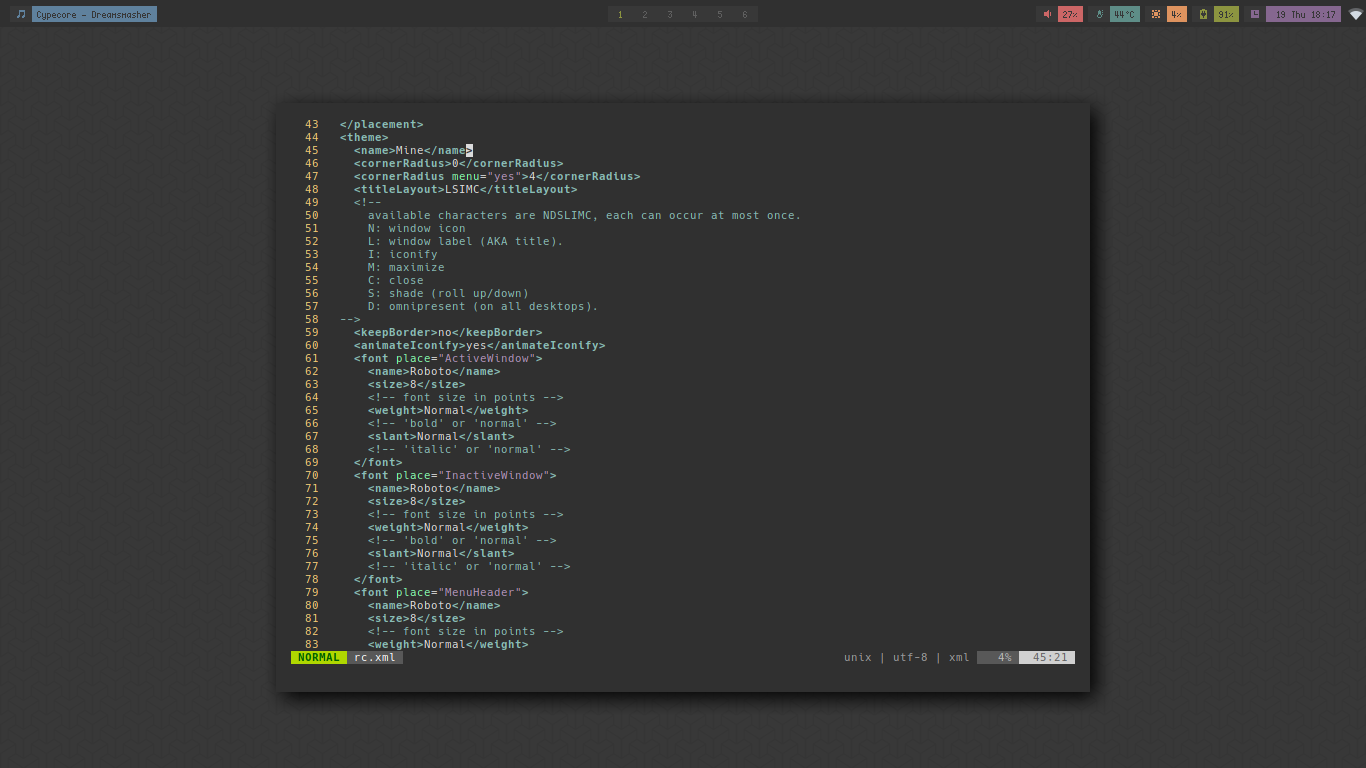 Cypecore - Dreamsmasher
1 2 3 4 5 6
27% 44°C 4% 91% 19 Thu 18:17
43 </placement>
44 <theme>
45 <name>Mine</name>
46 <cornerRadius>0</cornerRadius>
47 <cornerRadius menu="yes">4</cornerRadius>
48 <titleLayout>LSIMC</titleLayout>
49 <!--
50 available characters are NDSLIMC, each can occur at most once.
51 N: window icon
52 L: window label (AKA title).
53 I: iconify
54 M: maximize
55 C: close
56 S: shade (roll up/down)
57 D: omnipresent (on all desktops).
58 -->
59 <keepBorder>no</keepBorder>
60 <animateIconify>yes</animateIconify>
61 <font place="ActiveWindow">
62 <name>Roboto</name>
63 <size>8</size>
64 <!-- font size in points -->
65 <weight>Normal</weight>
66 <!-- 'bold' or 'normal' -->
67 <slant>Normal</slant>
68 <!-- 'italic' or 'normal' -->
69 </font>
70 <font place="InactiveWindow">
71 <name>Roboto</name>
72 <size>8</size>
73 <!-- font size in points -->
74 <weight>Normal</weight>
75 <!-- 'bold' or 'normal' -->
76 <slant>Normal</slant>
77 <!-- 'italic' or 'normal' -->
78 </font>
79 <font place="MenuHeader">
80 <name>Roboto</name>
81 <size>8</size>
82 <!-- font size in points -->
83 <weight>Normal</weight>
NORMAL rc.xml unix | utf-8 | xml 4% 45:21